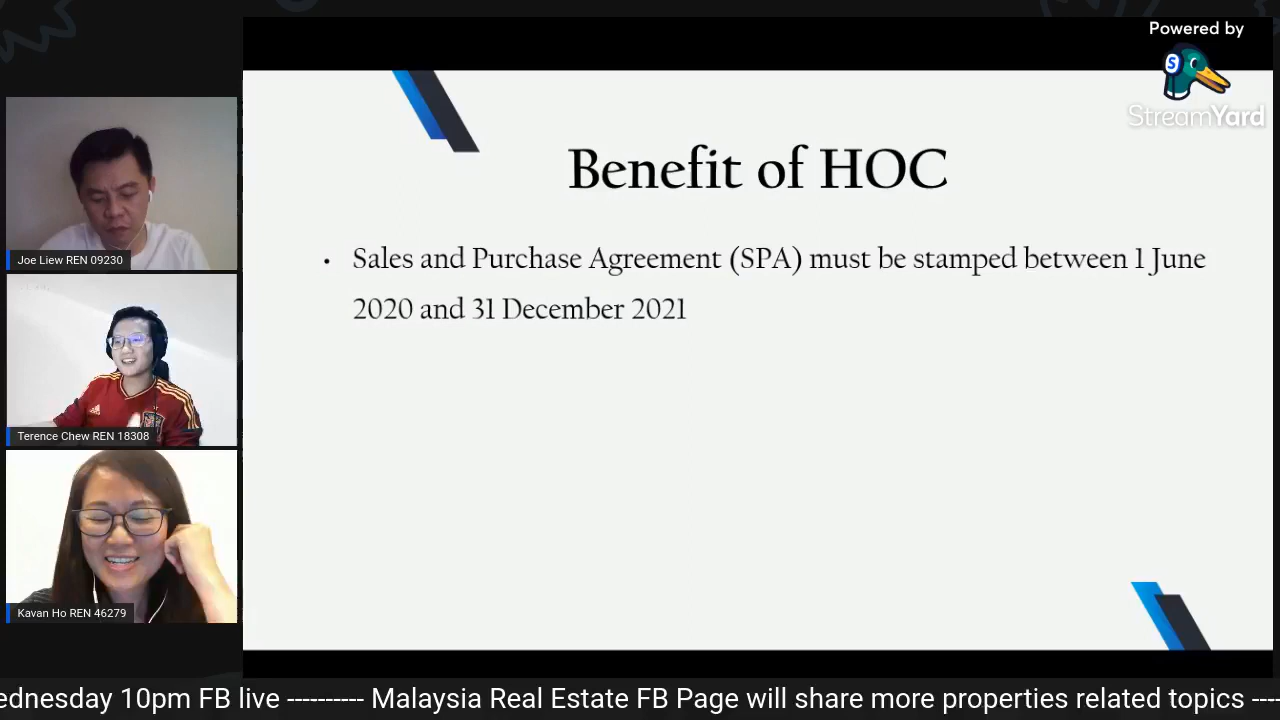 Powered by
StreamYard
Benefit of HOC
• Sales and Purchase Agreement (SPA) must be stamped between 1 June
2020 and 31 December 2021
Joe Liew REN 09230
Terence Chew REN 18308
Kavan Ho REN 46279
ednesday 10pm FB live ---------- Malaysia Real Estate FB Page will share more properties related topics ----